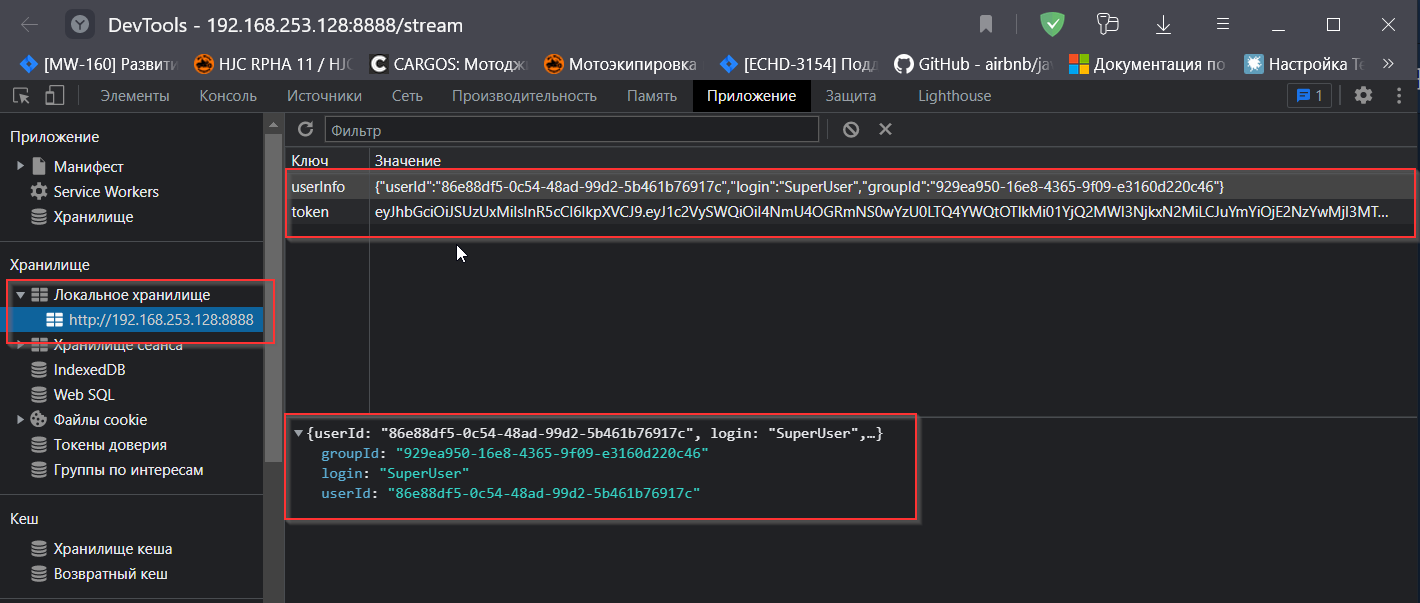 DevTools - 192.168.253.128:8888/stream
[MW-160] Развити
HJC RPHA 11 / HJC
CARGOS: Мотодж
Мотоэкипировка
[ECHD-3154] Подд
GitHub - airbnb/jav
Документация по
Настройка Te
Элементы Консоль Источники Сеть Производительность Память Приложение Защита Lighthouse 1
Приложение
Манифест
Service Workers
Хранилище
Хранилище
Локальное хранилище
http://192.168.253.128:8888
Хранилище сеанса
IndexedDB
Web SQL
Файлы cookie
Токены доверия
Группы по интересам
Кеш
Хранилище кеша
Возвратный кеш
Фильтр
Ключ Значение
userInfo {"userId":"86e88df5-0c54-48ad-99d2-5b461b76917c","login":"SuperUser","groupId":"929ea950-16e8-4365-9f09-e3160d220c46"}
token
{userId: "86e88df5-0c54-48ad-99d2-5b461b76917c", login: "SuperUser",…}
groupId: "929ea950-16e8-4365-9f09-e3160d220c46"
login: "SuperUser"
userId: "86e88df5-0c54-48ad-99d2-5b461b76917c"